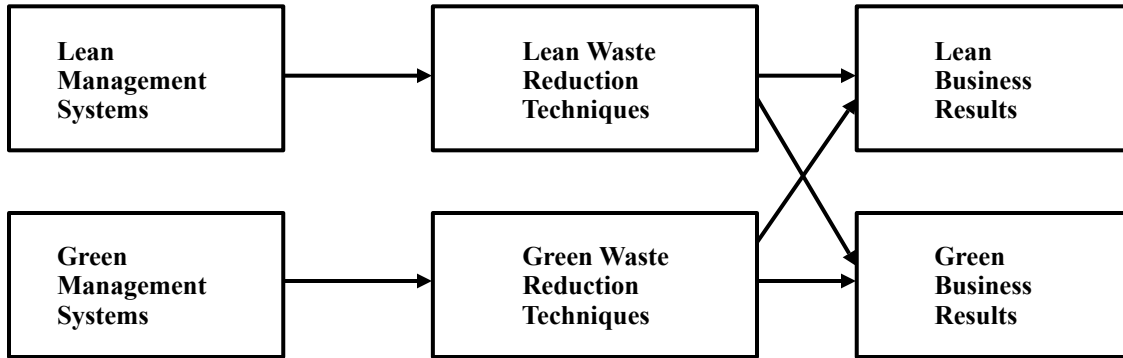 Lean
Management
Systems
Lean Waste
Reduction
Techniques
Lean
Business
Results
Green
Management
Systems
Green Waste
Reduction
Techniques
Green
Business
Results